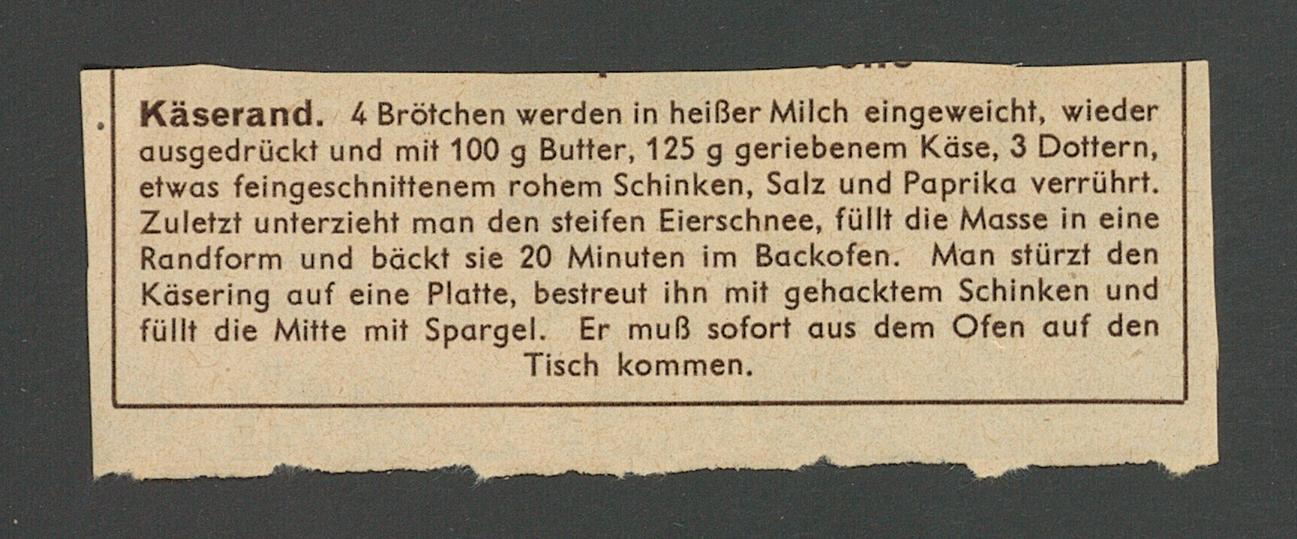 Käserand. 4 Brötchen werden in heißer Milch eingeweicht, wieder
ausgedrückt und mit 100 g Butter, 125 g geriebenem Käse, 3 Dottern,
etwas feingeschnittenem rohem Schinken, Salz und Paprika verrührt.
Zuletzt unterzieht man den steifen Eierschnee, füllt die Masse in eine
Randform und bäckt sie 20 Minuten im Backofen. Man stürzt den
Käsering auf eine Platte, bestreut ihn mit gehacktem Schinken und
füllt die Mitte mit Spargel. Er muß sofort aus dem Ofen auf den
Tisch kommen.